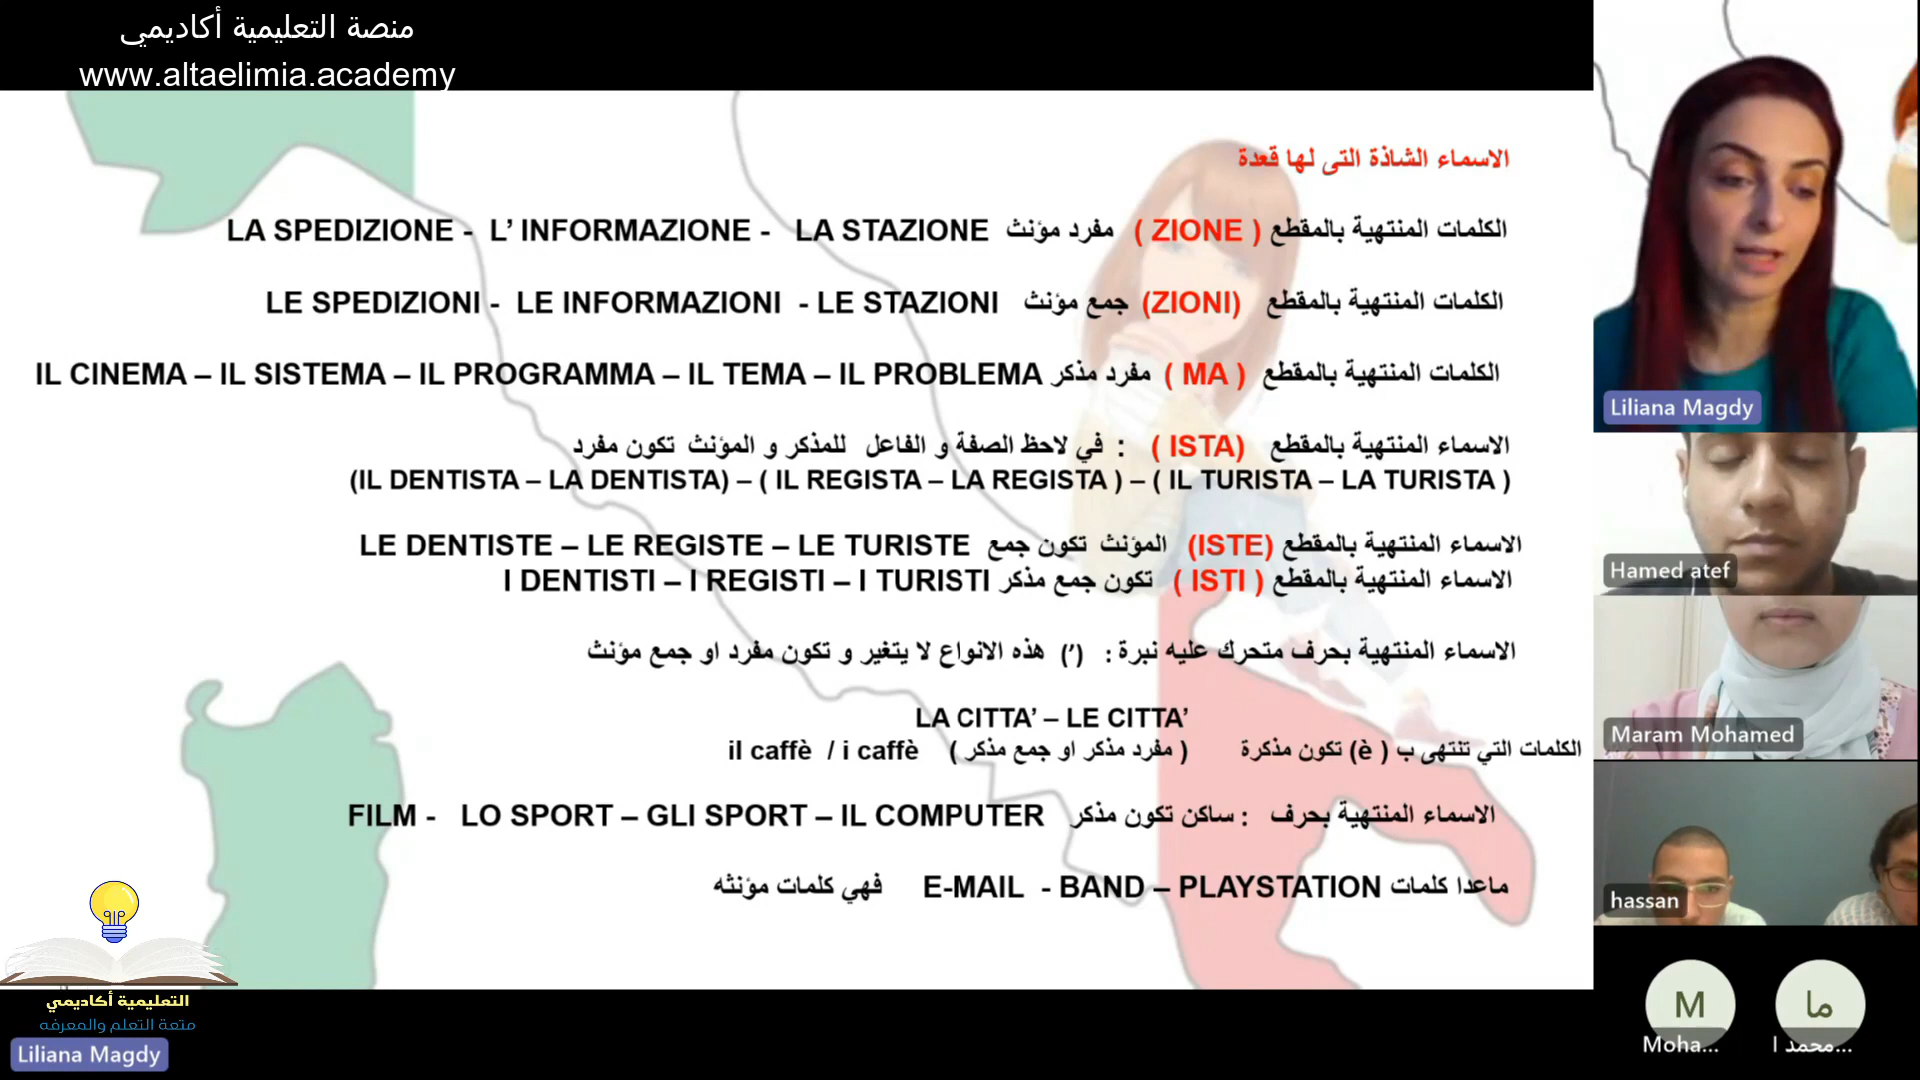 منصة التعليمية أكاديمي
www.altaelimia.academy
الاسماء الشاذة التى لها قعدة
الكلمات المنتهية بالمقطع ( ZIONE ) مفرد مؤنث LA SPEDIZIONE - L’ INFORMAZIONE - LA STAZIONE
الكلمات المنتهية بالمقطع (ZIONI) جمع مؤنث LE SPEDIZIONI - LE INFORMAZIONI - LE STAZIONI
الكلمات المنتهية بالمقطع ( MA ) مفرد مذكر IL CINEMA – IL SISTEMA – IL PROGRAMMA – IL TEMA – IL PROBLEMA
الاسماء المنتهية بالمقطع ( ISTA) : في لاحظ الصفة و الفاعل للمذكر و المؤنث تكون مفرد
(IL DENTISTA – LA DENTISTA) – ( IL REGISTA – LA REGISTA ) – ( IL TURISTA – LA TURISTA )
الاسماء المنتهية بالمقطع (ISTE) المؤنث تكون جمع LE DENTISTE – LE REGISTE – LE TURISTE
الاسماء المنتهية بالمقطع ( ISTI ) تكون جمع مذكر I DENTISTI – I REGISTI – I TURISTI
الاسماء المنتهية بحرف متحرك عليه نبرة : (’) هذه الانواع لا يتغير و تكون مفرد او جمع مؤنث
LA CITTA’ – LE CITTA’
الكلمات التي تنتهى ب ( è) تكون مذكرة ( مفرد مذكر او جمع مذكر ) il caffè / i caffè
الاسماء المنتهية بحرف : ساكن تكون مذكر FILM - LO SPORT – GLI SPORT – IL COMPUTER
ماعدا كلمات E-MAIL - BAND – PLAYSTATION فهي كلمات مؤنثه
التعليمية أكاديمي
متعة التعلم والمعرفه
Liliana Magdy
Liliana Magdy
Hamed atef
Maram Mohamed
hassan
M
Moha...
ما
محمد ا...